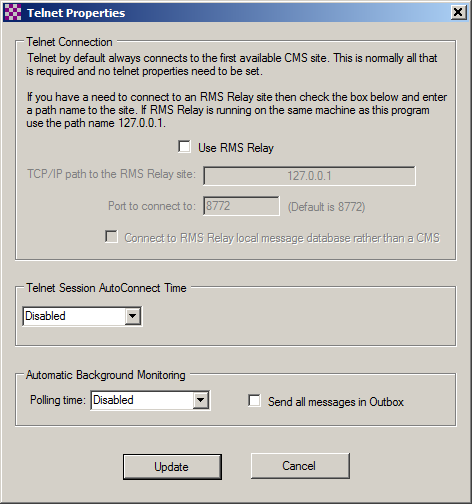 Telnet Properties
Telnet Connection
Telnet by default always connects to the first available CMS site. This is normally all that
is required and no telnet properties need to be set.
If you have a need to connect to an RMS Relay site then check the box below and enter
a path name to the site. If RMS Relay is running on the same machine as this program
use the path name 127.0.0.1.
Use RMS Relay
TCP/IP path to the RMS Relay site: 127.0.0.1
Port to connect to: 8772 (Default is 8772)
Connect to RMS Relay local message database rather than a CMS
Telnet Session AutoConnect Time
Disabled
Automatic Background Monitoring
Polling time: Disabled Send all messages in Outbox
Update Cancel